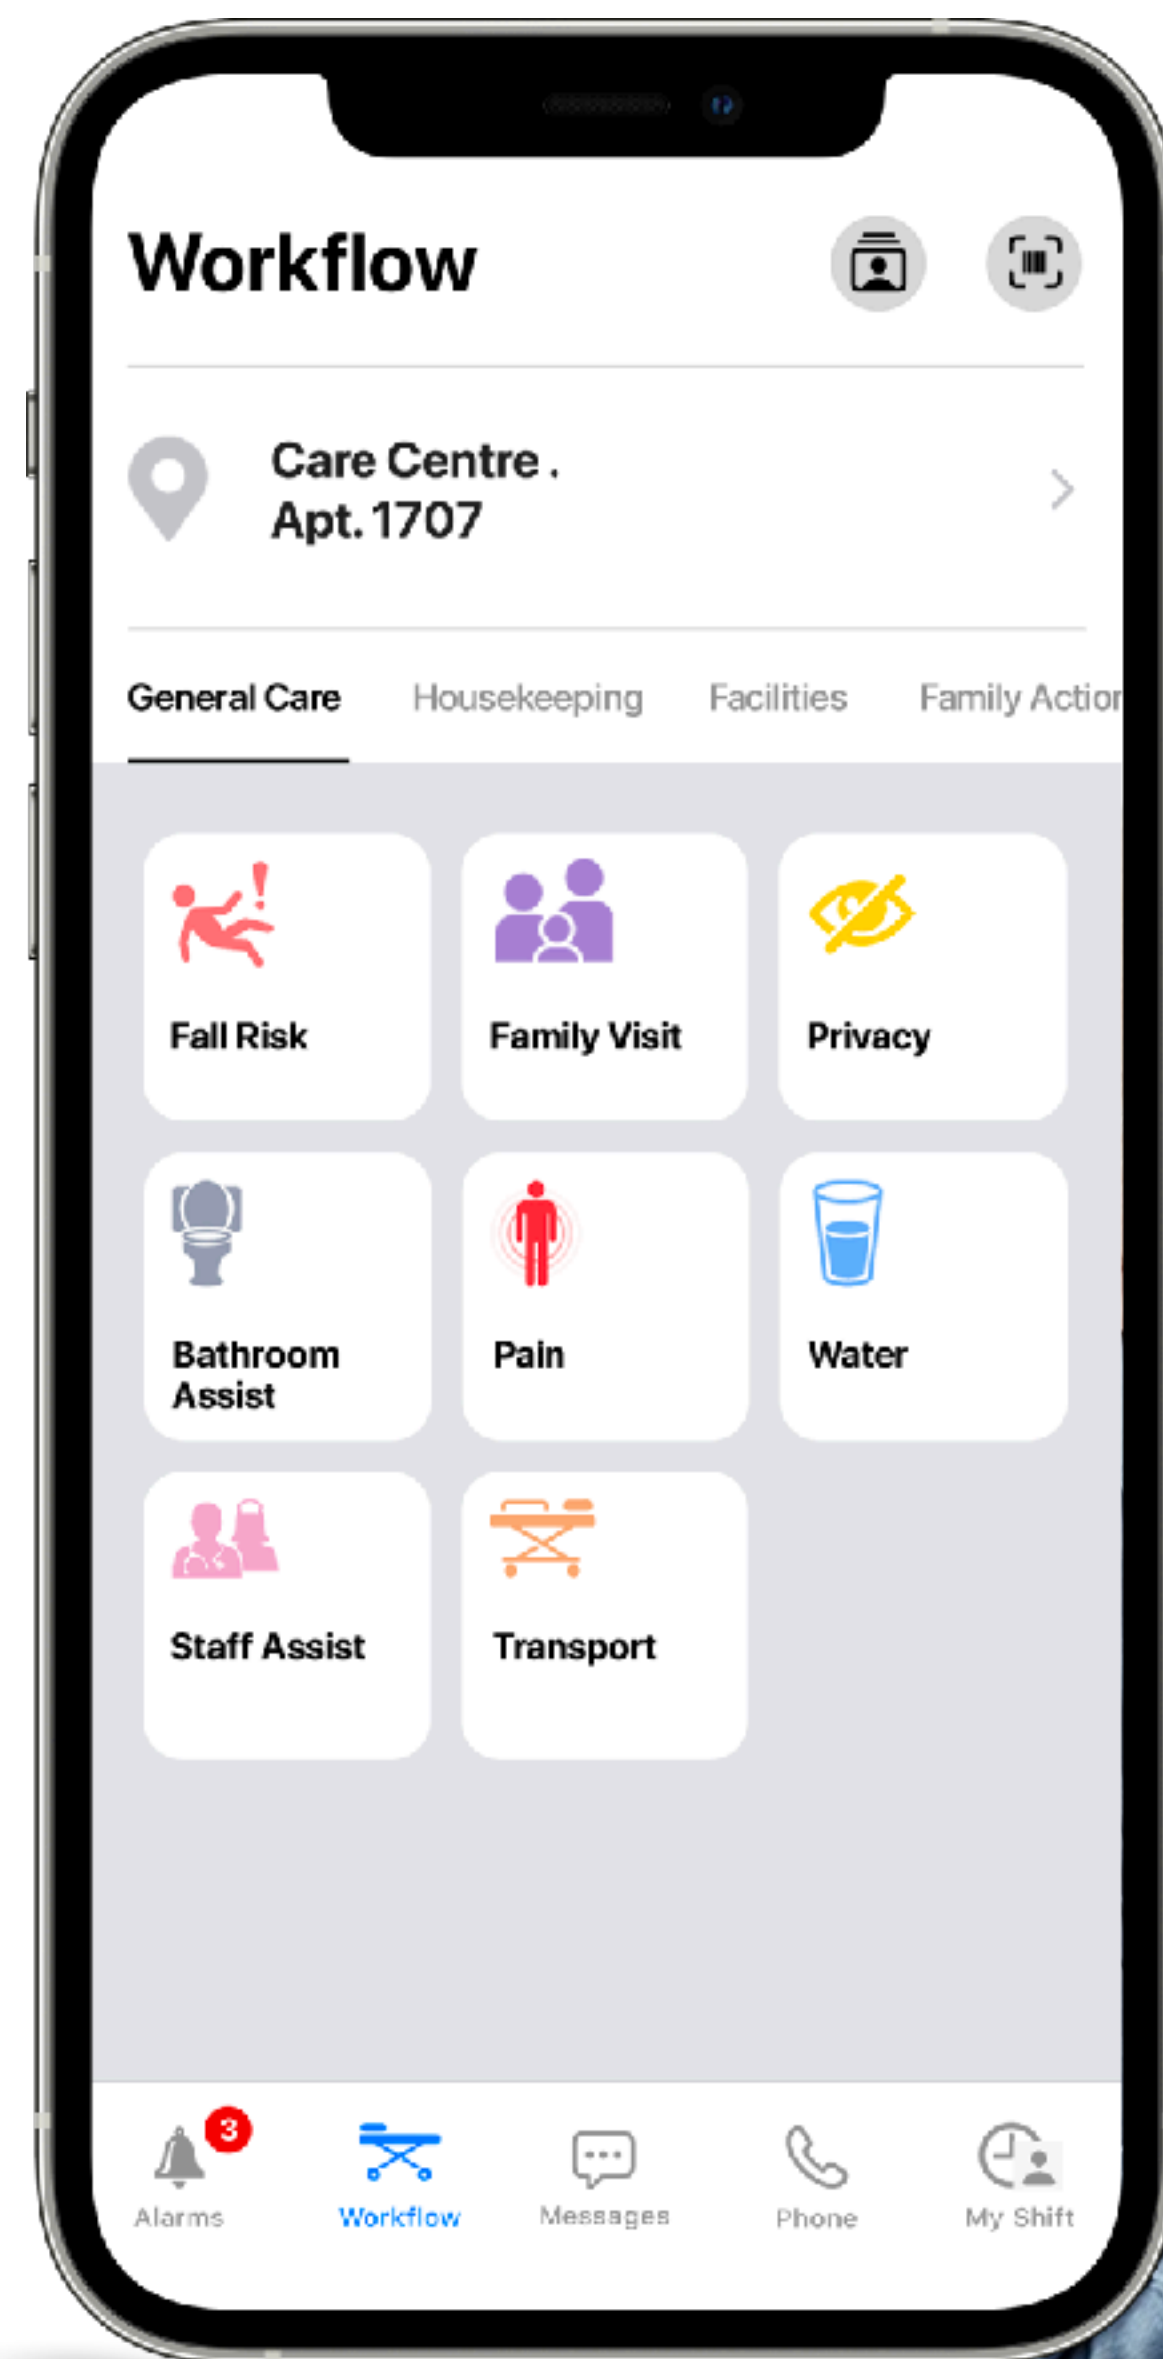 Workflow
Care Centre .
Apt. 1707
General Care Housekeeping Facilities Family Action
Fall Risk Family Visit Privacy
Bathroom
Assist
Pain
Water
Staff Assist Transport
3
Alarms Workflow Messages Phone My Shift